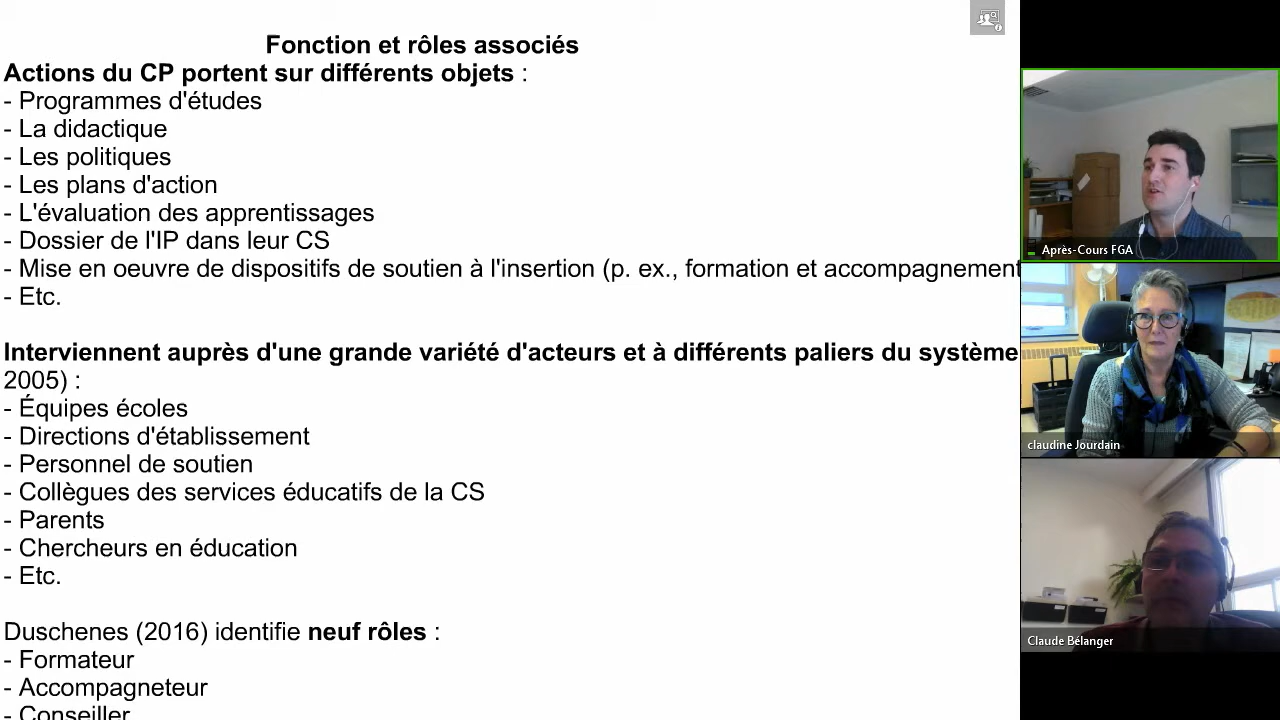 Fonction et rôles associés
Actions du CP portent sur différents objets :
- Programmes d'études
- La didactique
- Les politiques
- Les plans d'action
- L'évaluation des apprentissages
- Dossier de l'IP dans leur CS
- Mise en oeuvre de dispositifs de soutien à l'insertion (p. ex., formation et accompagnement
- Etc.
Interviennent auprès d'une grande variété d'acteurs et à différents paliers du système
2005) :
- Équipes écoles
- Directions d'établissement
- Personnel de soutien
- Collègues des services éducatifs de la CS
- Parents
- Chercheurs en éducation
- Etc.
Duschenes (2016) identifie neuf rôles :
- Formateur
- Accompagneteur
- Conseiller
Après-Cours FGA
claudine Jourdain
Claude Bélanger